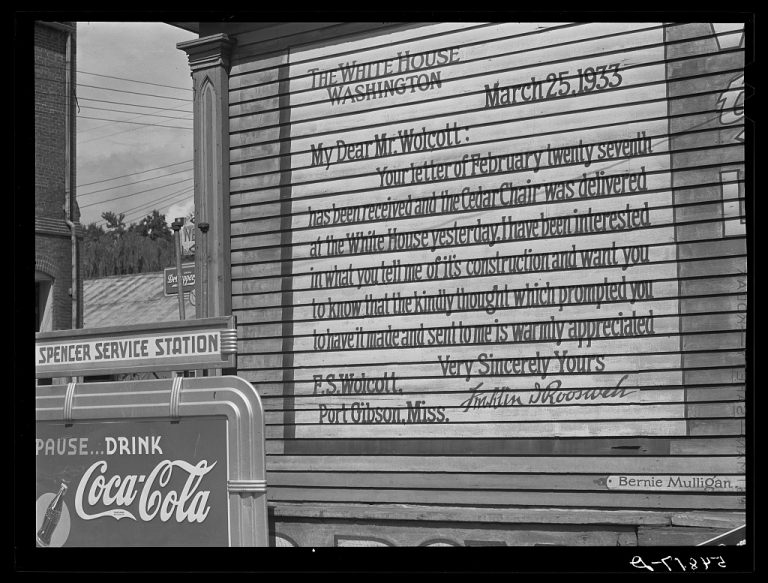 THE WHITE HOUSE
WASHINGTON
March 25, 1933
My Dear Mr. Wolcott:
Your letter of February twenty seventh
has been received and the Cedar Chair was delivered
at the White House yesterday. I have been interested
in what you tell me of its construction and want you
to know that the kindly thought which prompted you
to have it made and sent to me is warmly appreciated
Very Sincerely Yours
F.S. Wolcott.
Port Gibson, Miss.
Franklin D Roosevelt
Bernie Mulligan.
SPENCER SERVICE STATION
PAUSE...DRINK
Coca-Cola